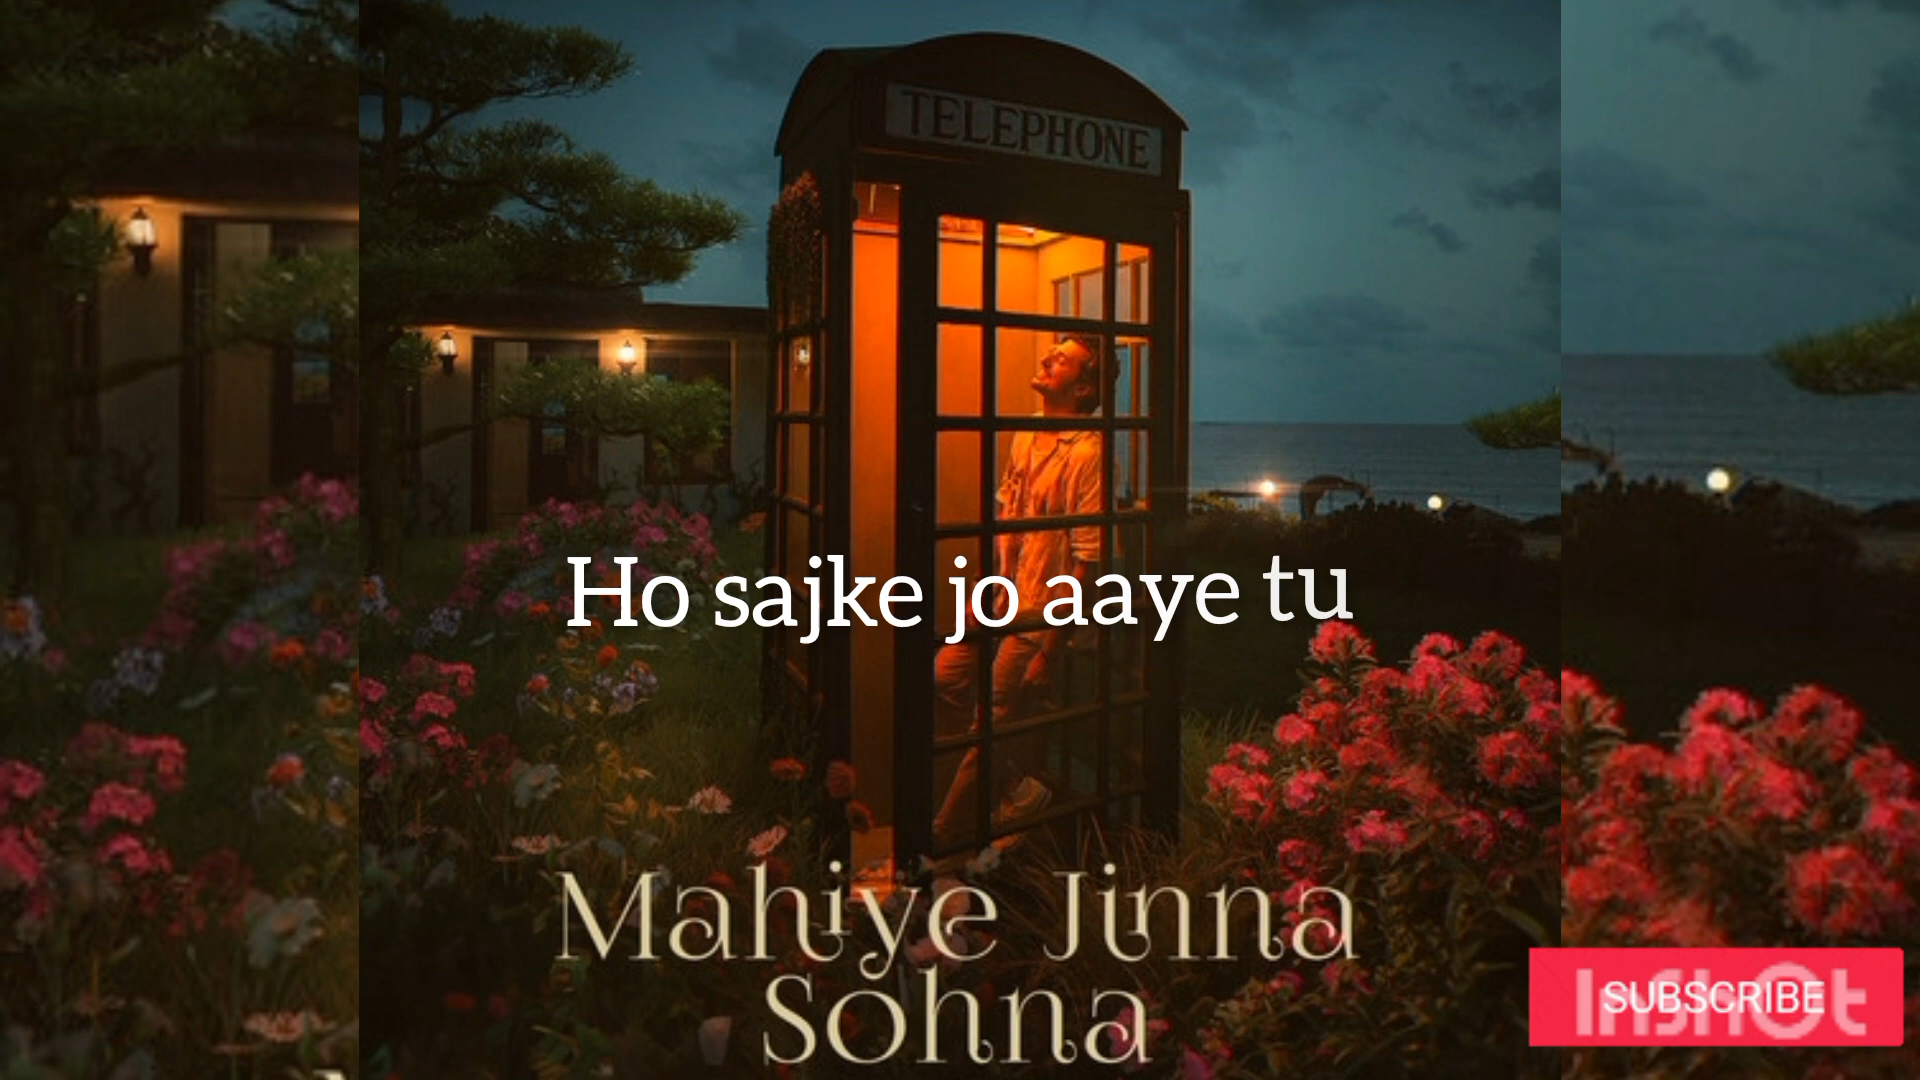 TELEPHONE
Ho sajke jo aaye tu
Mahiye Jinna
Sohna
InShot
SUBSCRIBE